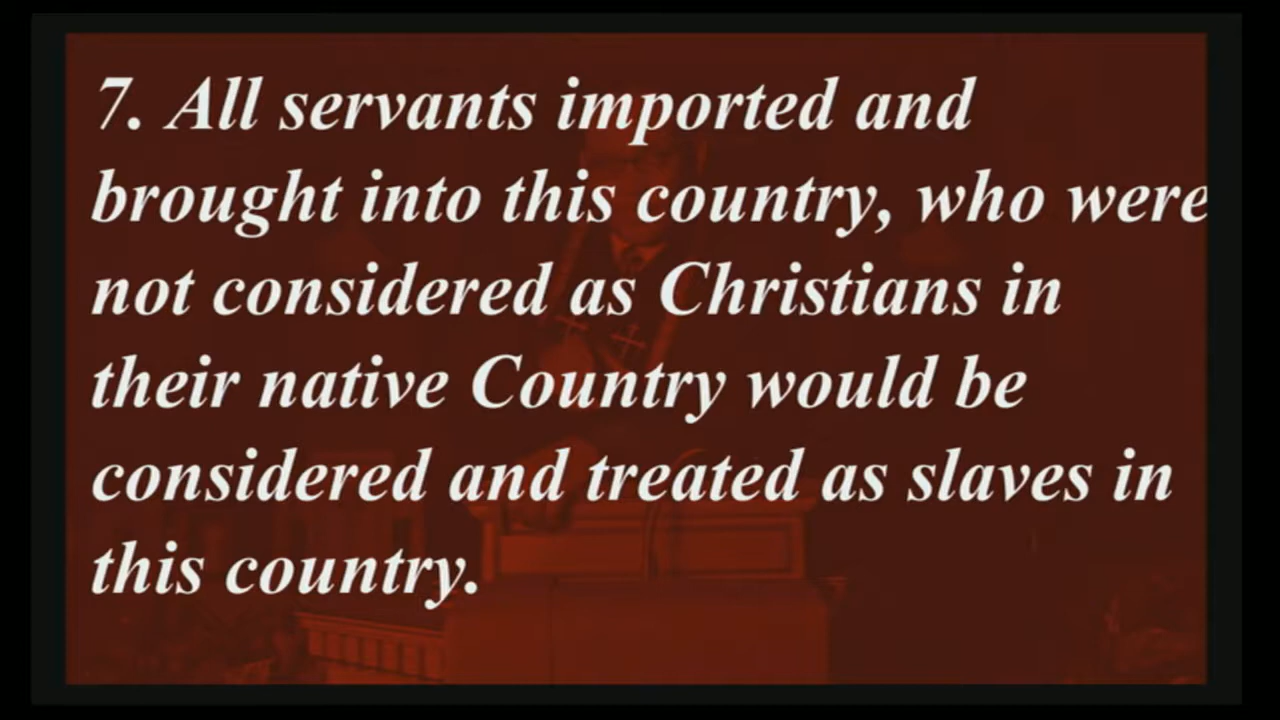 7. All servants imported and
brought into this country, who were
not considered as Christians in
their native Country would be
considered and treated as slaves in
this country.